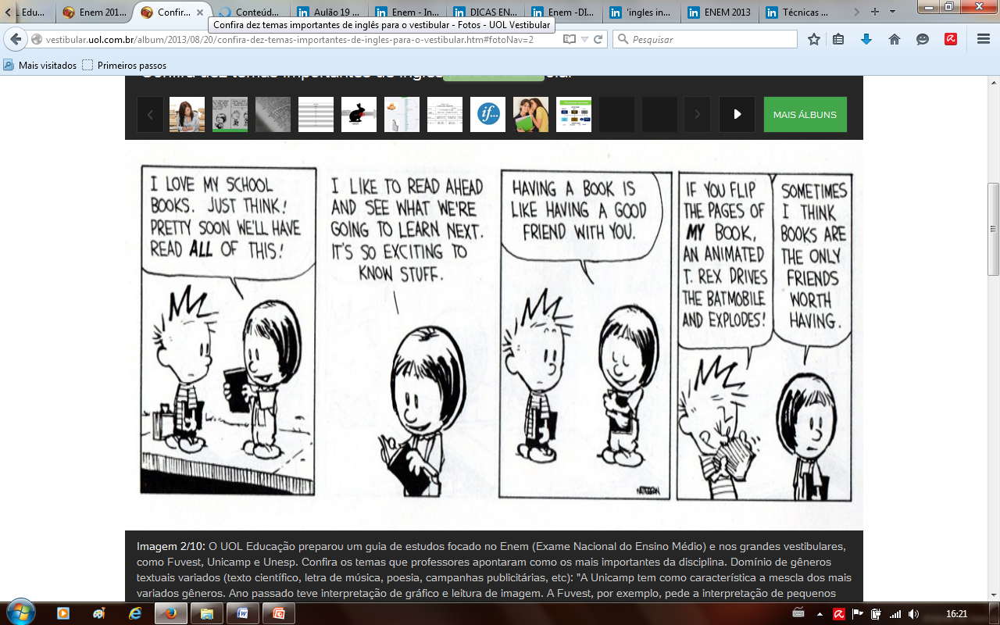 L Edu...
Enem 201...
Confir...
Conteúd...
Aulão 19 ...
Enem - In...
DICAS EN...
Enem -DI...
'ingles in...
ENEM 2013
Técnicas ...
Confira dez temas importantes de inglês para o vestibular - Fotos - UOL Vestibular
vestibular.uol.com.br/album/2013/08/20/confira-dez-temas-importantes-de-ingles-para-o-vestibular.htm#fotoNav=2
Pesquisar
Mais visitados
Primeiros passos
Confira dez temas importantes de inglês
if...
MAIS ÁLBUNS
I LOVE MY SCHOOL
BOOKS. JUST THINK!
PRETTY SOON WE'LL HAVE
READ ALL OF THIS!
I LIKE TO READ AHEAD
AND SEE WHAT WE'RE
GOING TO LEARN NEXT.
IT'S SO EXCITING TO
KNOW STUFF.
HAVING A BOOK IS
LIKE HAVING A GOOD
FRIEND WITH YOU.
WATTERSON
IF YOU FLIP
THE PAGES OF
MY BOOK,
AN ANIMATED
T. REX DRIVES
THE BATMOBILE
AND EXPLODES!
SOMETIMES
I THINK
BOOKS ARE
THE ONLY
FRIENDS
WORTH
HAVING.
Imagem 2/10: O UOL Educação preparou um guia de estudos focado no Enem (Exame Nacional do Ensino Médio) e nos grandes vestibulares,
como Fuvest, Unicamp e Unesp. Confira os temas que professores apontaram como os mais importantes da disciplina. Domínio de gêneros
textuais variados (texto científico, letra de música, poesia, campanhas publicitárias, etc): "A Unicamp tem como característica a mescla dos mais
variados gêneros. Ano passado teve interpretação de gráfico e leitura de imagem. A Fuvest, por exemplo, pede a interpretação de pequenos
16:21